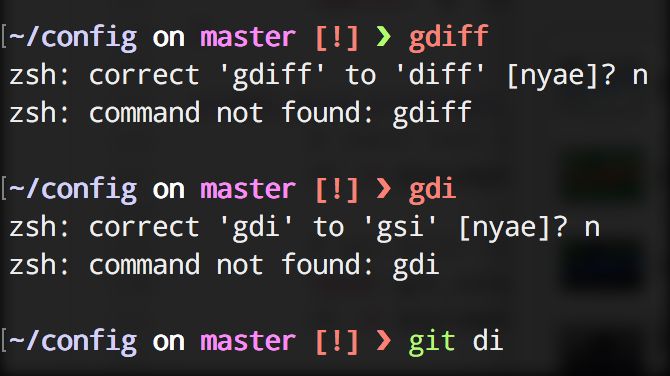 [~/config on master [!] ❯ gdiff
zsh: correct 'gdiff' to 'diff' [nyae]? n
zsh: command not found: gdiff
[~/config on master [!] ❯ gdi
zsh: correct 'gdi' to 'gsi' [nyae]? n
zsh: command not found: gdi
[~/config on master [!] ❯ git di